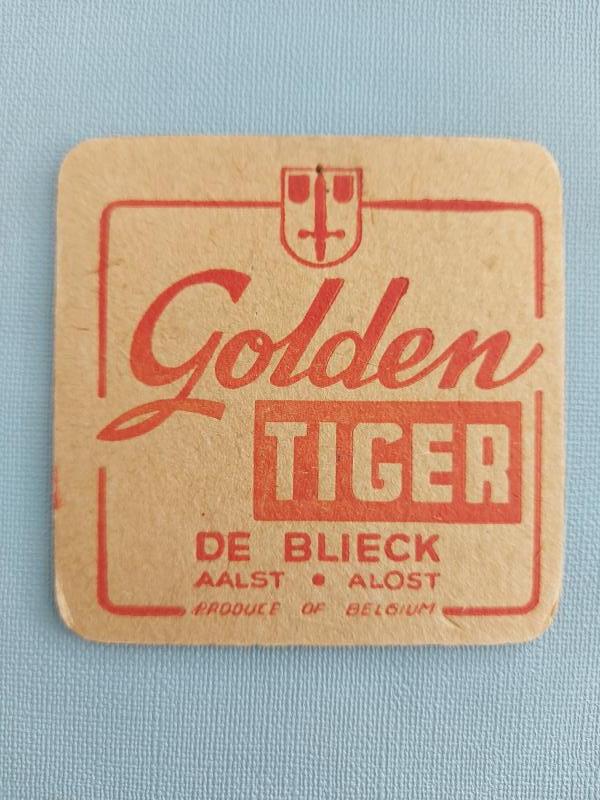 Golden
TIGER
DE BLIECK
AALST • ALOST
PRODUCE OF BELGIUM